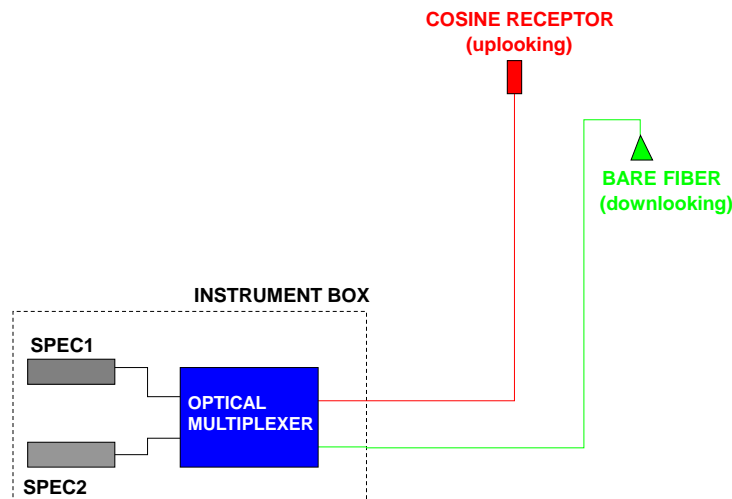 COSINE RECEPTOR
(uplooking)
BARE FIBER
(downlooking)
INSTRUMENT BOX
SPEC1
OPTICAL
MULTIPLEXER
SPEC2